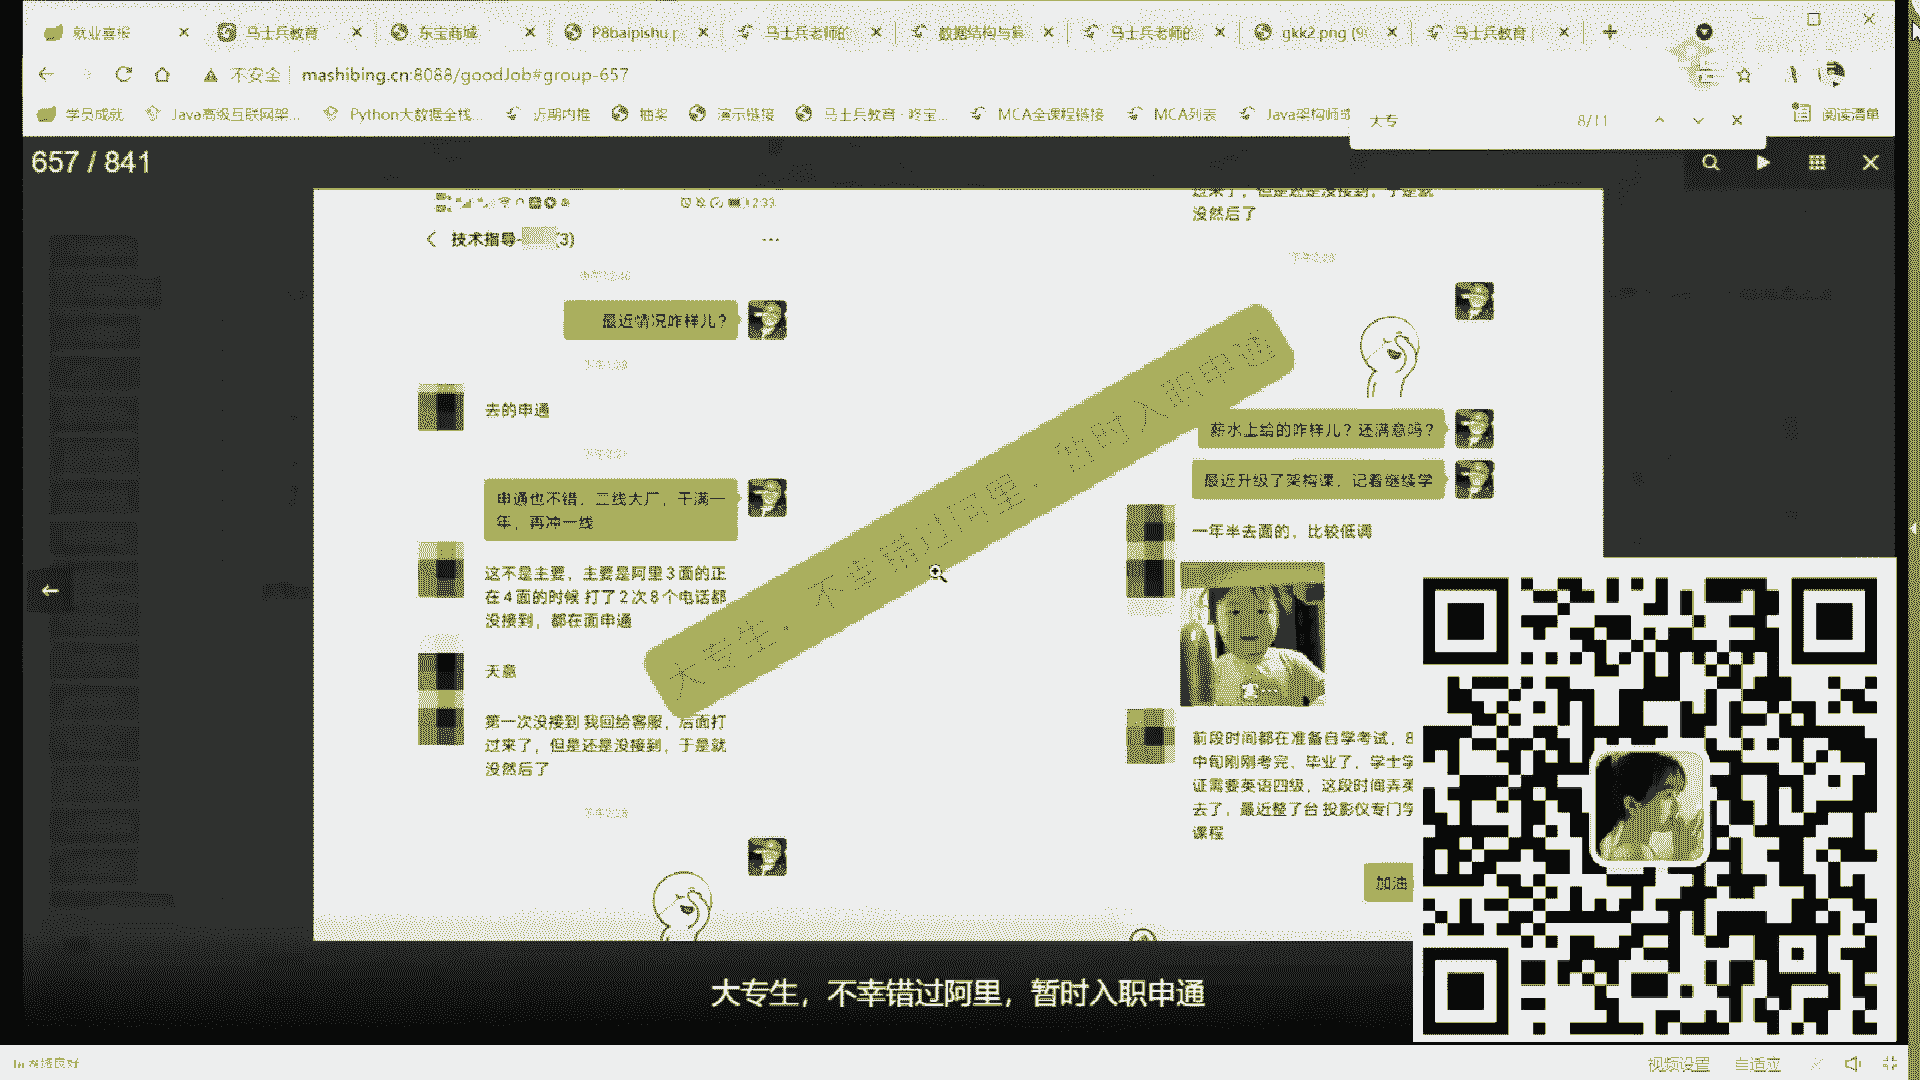 就业喜报
马士兵教育
东宝商城
P8baipishu
马士兵老师的
数据结构与算
马士兵老师的
gkk2.png (9
马士兵教育
不安全
mashibing.cn:8088/goodJob#group-657
学员成就
Java高级互联网架...
Python大数据全栈...
近期内推
抽奖
演示链接
马士兵教育 - 咚宝...
MCA全课程链接
MCA列表
Java架构师
阅读清单
大专
8/11
657 / 841
2:33
技术指导-
(3)
最近情况咋样儿？
去的申通
申通也不错，二线大厂，干满一
年，再冲一线
这不是主要，主要是阿里３面的正
在４面的时候 打了２次８个电话都
没接到，都在面申通
天意
第一次没接到 我回给客服，后面打
过来了，但是还是没接到，于是就
没然后了
过来了，但是还是没接到，于是就
没然后了
薪水上给的咋样儿？还满意吗？
最近升级了架构课，记着继续学
一年半去面的，比较低调
前段时间都在准备自学考试，8
中旬刚刚考完，毕业了，学士学
证需要英语四级，这段时间弄英
去了，最近整了台 投影仪专门学
课程
加油
大专生，不幸错过阿里，暂时入职申通
大专生，不幸错过阿里，暂时入职申通
视频设置
自适应